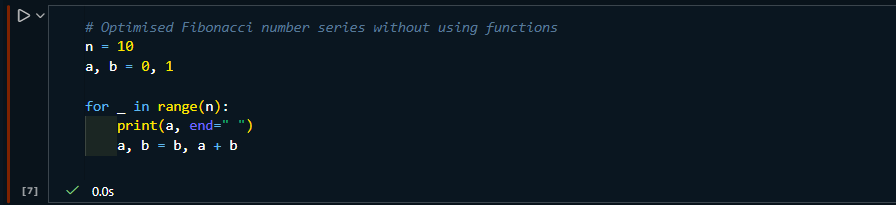 # Optimised Fibonacci number series without using functions
n = 10
a, b = 0, 1

for _ in range(n):
    print(a, end=" ")
    a, b = b, a + b
[7] 0.0s